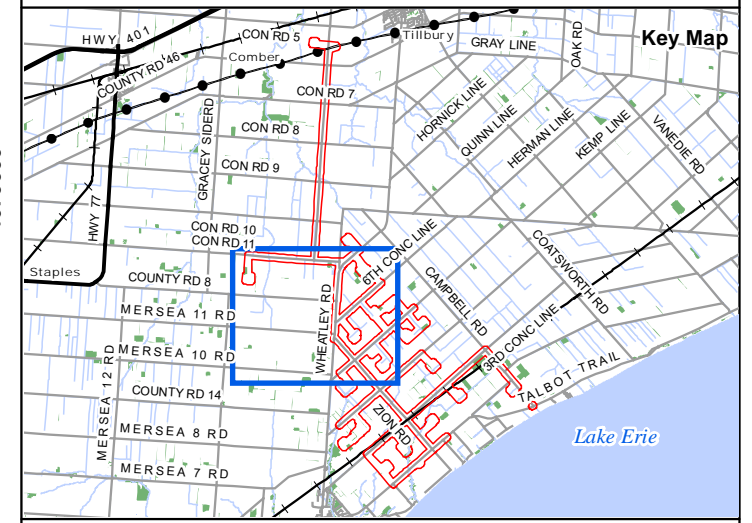 Key Map
HWY 401
CON RD 5
Tillbury
GRAY LINE
OAK RD
COUNTY RD 46
Comber
CON RD 7
HORNICK LINE
QUINN LINE
HERMAN LINE
KEMP LINE
VANEDIE RD
CON RD 8
GRACEY SIDERD
CON RD 9
HWY 77
CON RD 10
CON RD 11
6TH CONC LINE
COATSWORTH RD
Staples
COUNTY RD 8
CAMPBELL RD
MERSEA 11 RD
WHEATLEY RD
3RD CONC LINE
MERSEA 10 RD
MERSEA 12 RD
TALBOT TRAIL
COUNTY RD 14
ZION RD
MERSEA 8 RD
Lake Erie
MERSEA 7 RD